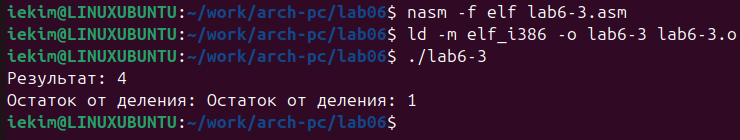 iekim@LINUXUBUNTU:~/work/arch-pc/lab06$ nasm -f elf lab6-3.asm
iekim@LINUXUBUNTU:~/work/arch-pc/lab06$ ld -m elf_i386 -o lab6-3 lab6-3.o
iekim@LINUXUBUNTU:~/work/arch-pc/lab06$ ./lab6-3
Результат: 4
Остаток от деления: Остаток от деления: 1
iekim@LINUXUBUNTU:~/work/arch-pc/lab06$